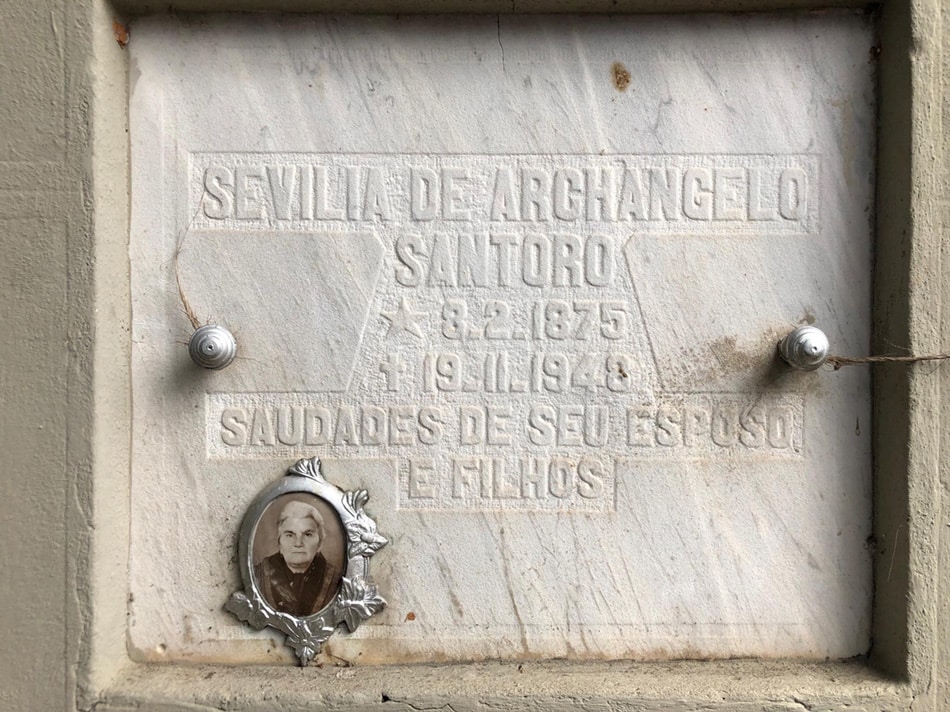 SEVILIA DE ARCHANGELO
SANTORO
☆ 8.2.1875
✝ 19.11.1948
SAUDADES DE SEU ESPOSO,
E FILHOS